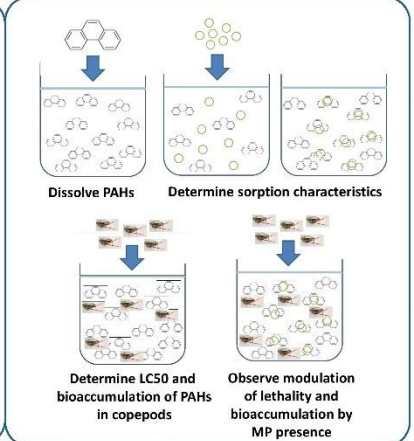 Dissolve PAHs
Determine sorption characteristics
Determine LC50 and
bioaccumulation of PAHs
in copepods
Observe modulation
of lethality and
bioaccumulation by
MP presence